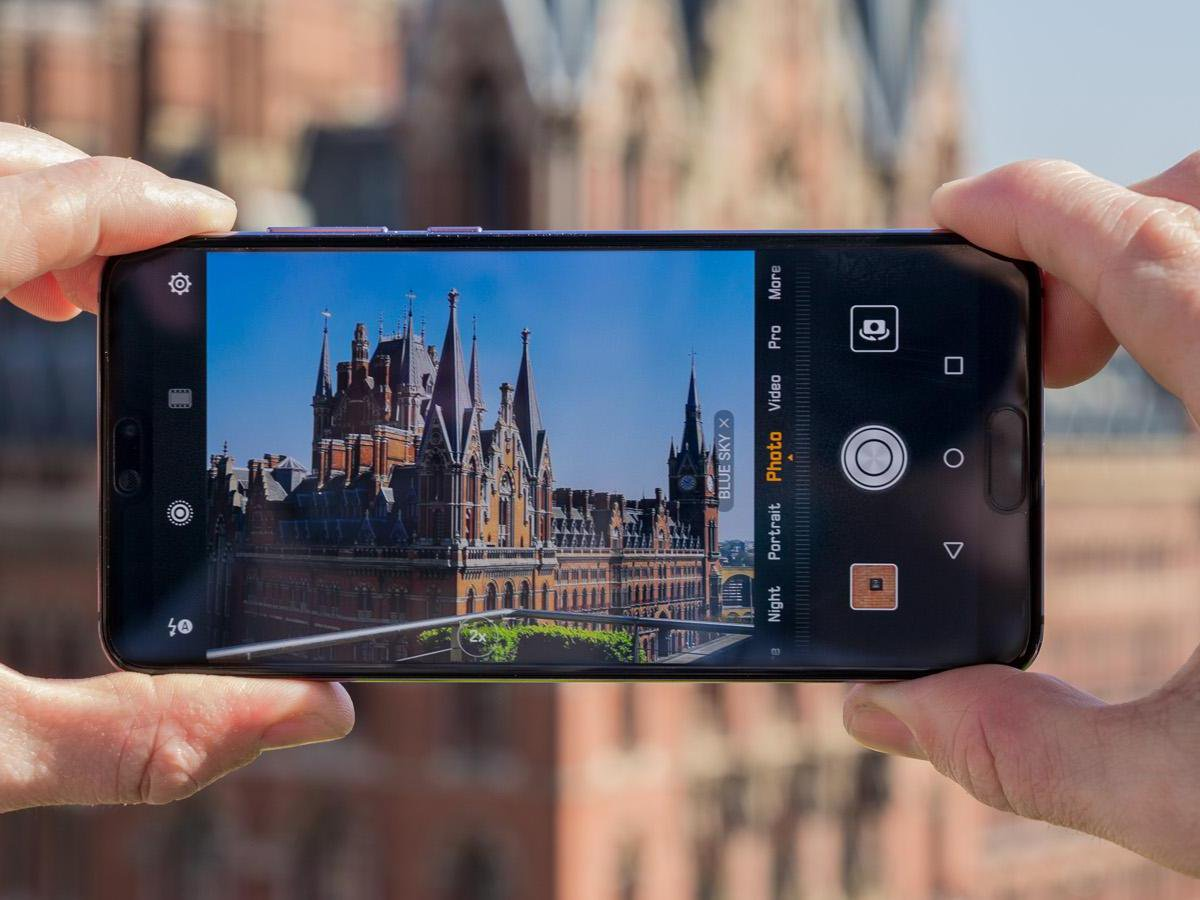 More
Pro
Video
Photo
Portrait
Night
e
BLUE SKY ×
2x
A